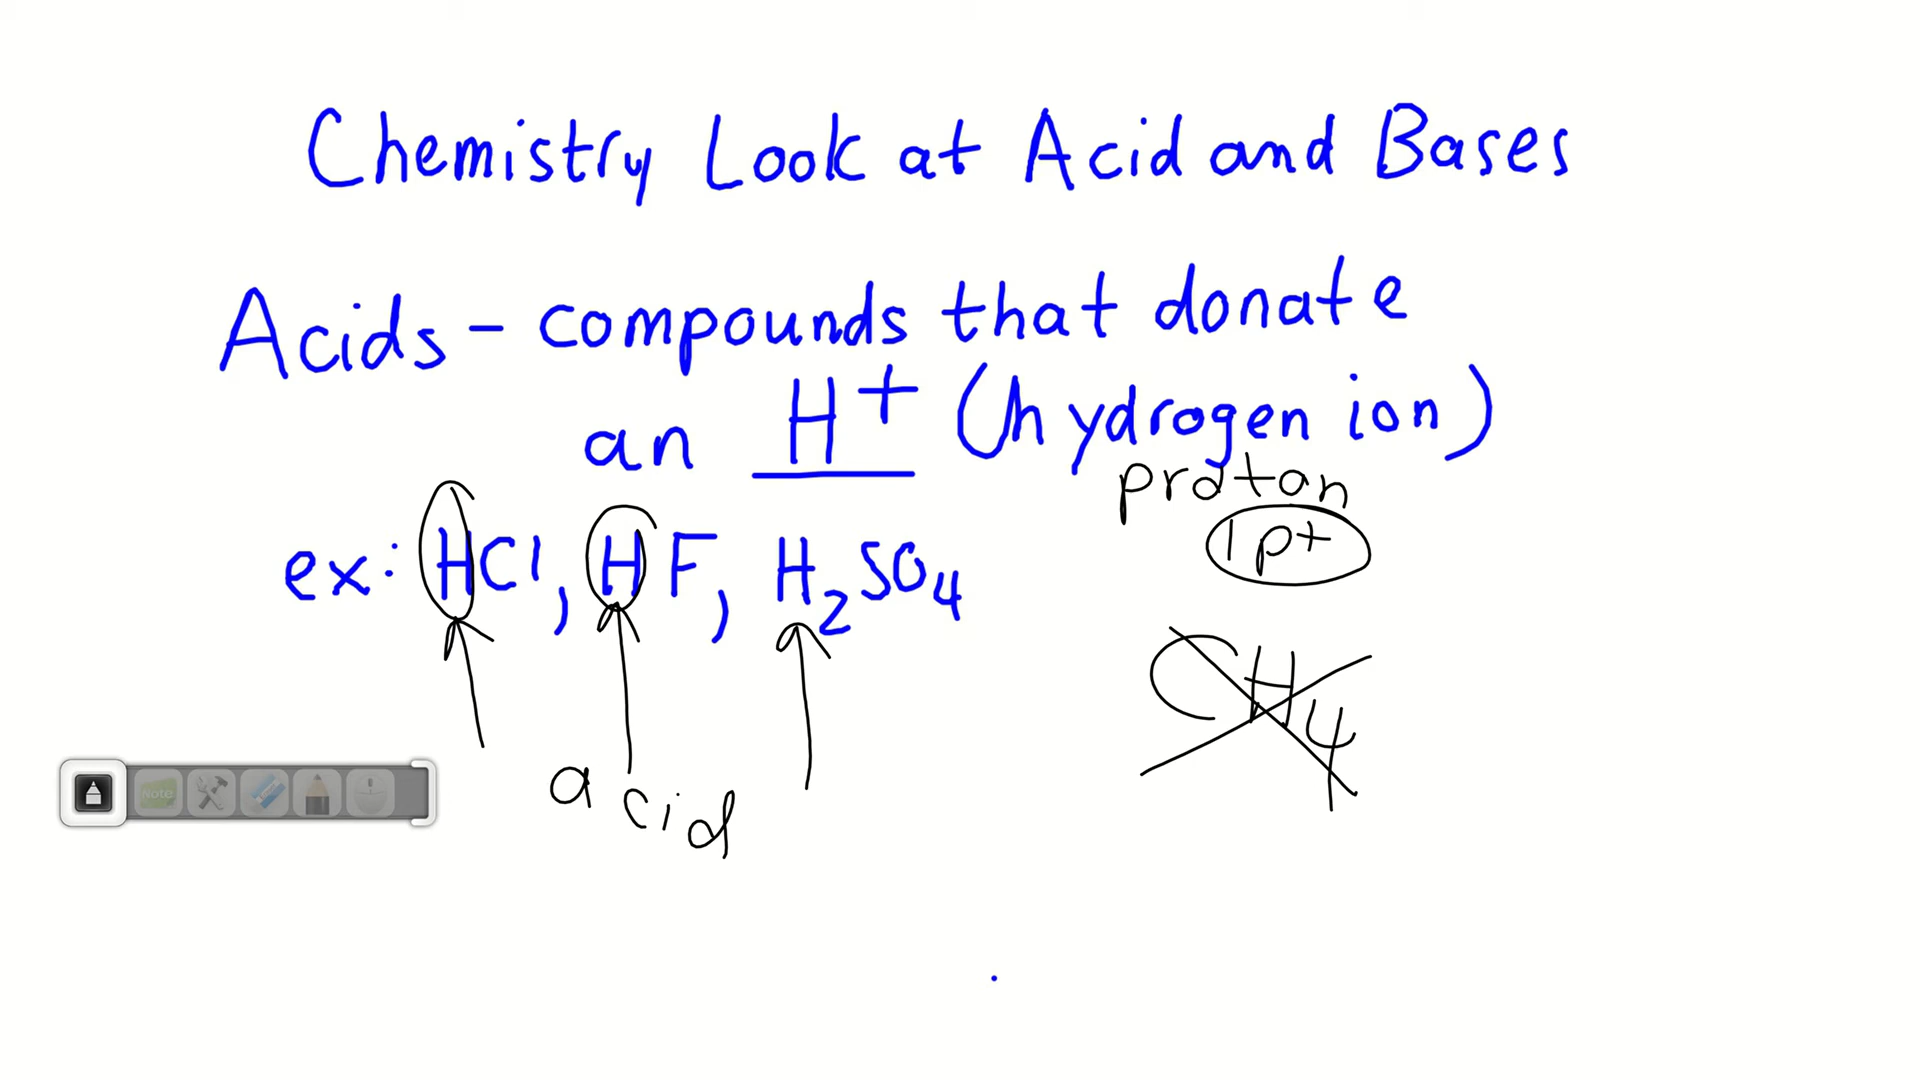 Chemistry Look at Acid and Bases
Acids - compounds that donate
an H⁺ (hydrogen ion)
proton
1p⁺
ex: HCl, HF, H₂SO₄
CH₄
acid
Note